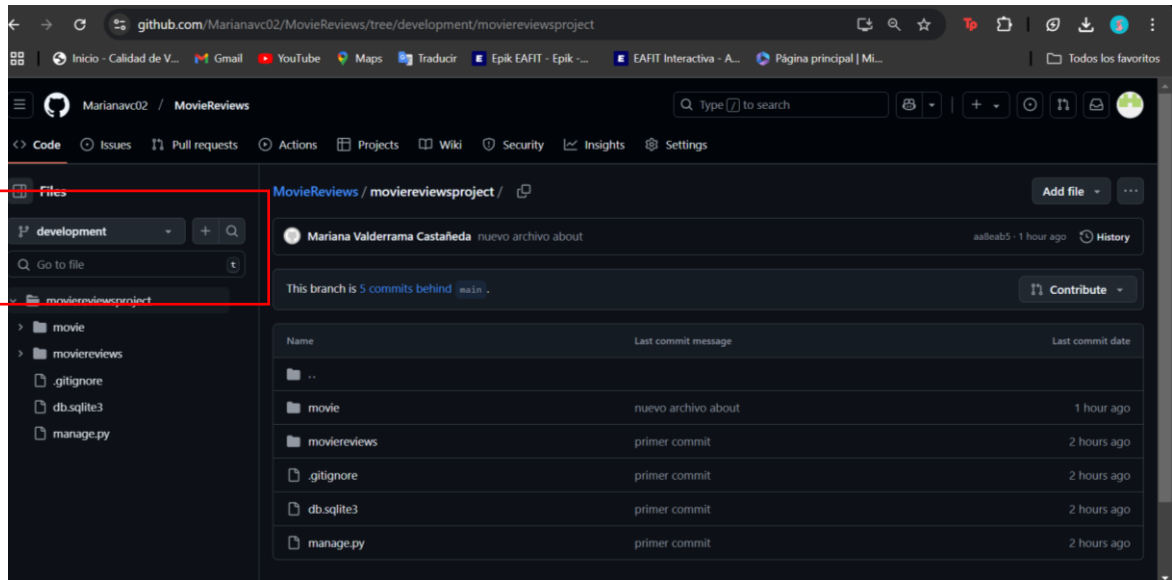 github.com/Marianavc02/MovieReviews/tree/development/moviereviewsproject
Inicio - Calidad de V... Gmail YouTube Maps Traducir Epik EAFIT - Epik -... EAFIT Interactiva - A... Página principal | Mi... Todos los favoritos
Marianavc02 / MovieReviews Type / to search
Code Issues Pull requests Actions Projects Wiki Security Insights Settings
Files MovieReviews / moviereviewsproject / Add file
development Mariana Valderrama Castañeda nuevo archivo about aa8eab5 · 1 hour ago History
Go to file t
This branch is 5 commits behind main . Contribute
moviereviewsproject
movie
moviereviews
.gitignore
db.sqlite3
manage.py
Name Last commit message Last commit date
..
movie nuevo archivo about 1 hour ago
moviereviews primer commit 2 hours ago
.gitignore primer commit 2 hours ago
db.sqlite3 primer commit 2 hours ago
manage.py primer commit 2 hours ago